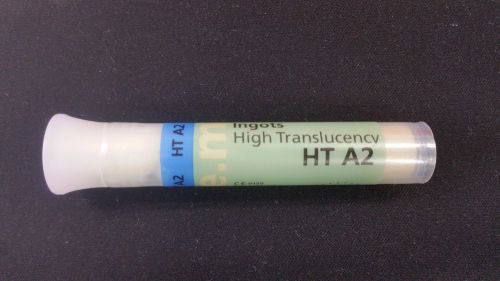 HT A2
A2
e.m
Ingots
High Translucency
HT A2